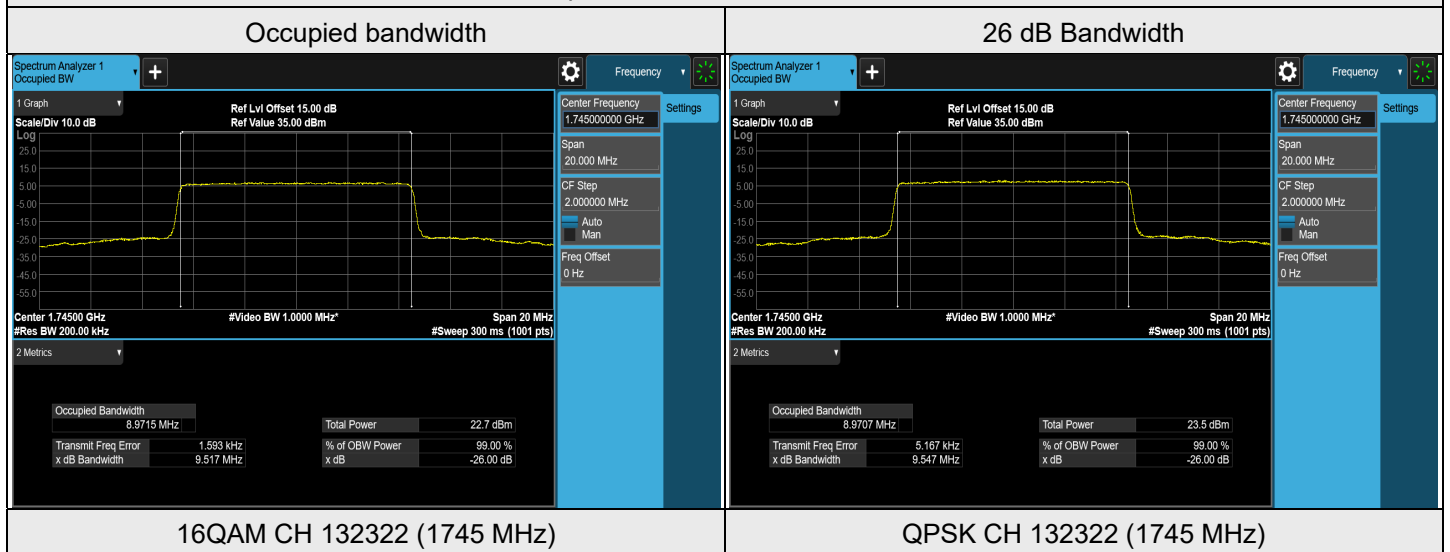 Occupied bandwidth
26 dB Bandwidth
Spectrum Analyzer 1
Occupied BW
+
Frequency
1 Graph
Ref Lvl Offset 15.00 dB
Scale/Div 10.0 dB
Ref Value 35.00 dBm
Log
25.0
15.0
5.00
-5.00
-15.0
-25.0
-35.0
-45.0
-55.0
Center 1.74500 GHz
#Video BW 1.0000 MHz*
Span 20 MHz
#Res BW 200.00 kHz
#Sweep 300 ms (1001 pts)
Center Frequency
1.745000000 GHz
Settings
Span
20.000 MHz
CF Step
2.000000 MHz
Auto
Man
Freq Offset
0 Hz
2 Metrics
Occupied Bandwidth
8.9715 MHz
Total Power 22.7 dBm
Transmit Freq Error 1.593 kHz
% of OBW Power 99.00 %
x dB Bandwidth 9.517 MHz
x dB -26.00 dB
Spectrum Analyzer 1
Occupied BW
+
Frequency
1 Graph
Ref Lvl Offset 15.00 dB
Scale/Div 10.0 dB
Ref Value 35.00 dBm
Log
25.0
15.0
5.00
-5.00
-15.0
-25.0
-35.0
-45.0
-55.0
Center 1.74500 GHz
#Video BW 1.0000 MHz*
Span 20 MHz
#Res BW 200.00 kHz
#Sweep 300 ms (1001 pts)
Center Frequency
1.745000000 GHz
Settings
Span
20.000 MHz
CF Step
2.000000 MHz
Auto
Man
Freq Offset
0 Hz
2 Metrics
Occupied Bandwidth
8.9707 MHz
Total Power 23.5 dBm
Transmit Freq Error 5.167 kHz
% of OBW Power 99.00 %
x dB Bandwidth 9.547 MHz
x dB -26.00 dB
16QAM CH 132322 (1745 MHz)
QPSK CH 132322 (1745 MHz)